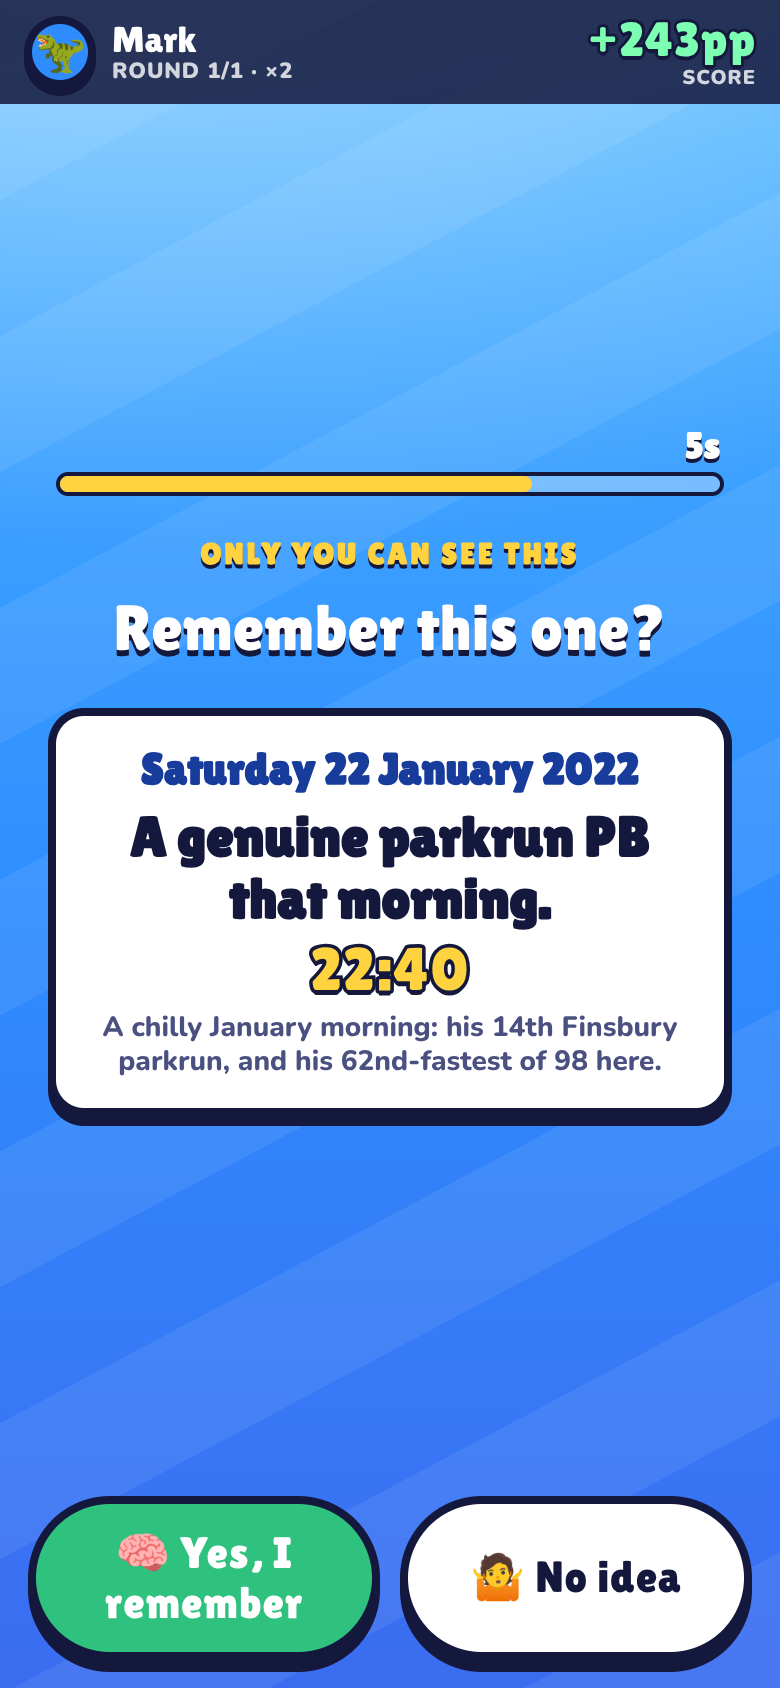 Mark
ROUND 1/1 · ×2
+243pp
SCORE
5s
ONLY YOU CAN SEE THIS
Remember this one?
Saturday 22 January 2022
A genuine parkrun PB
that morning.
22:40
A chilly January morning: his 14th Finsbury
parkrun, and his 62nd-fastest of 98 here.
Yes, I
remember
No idea